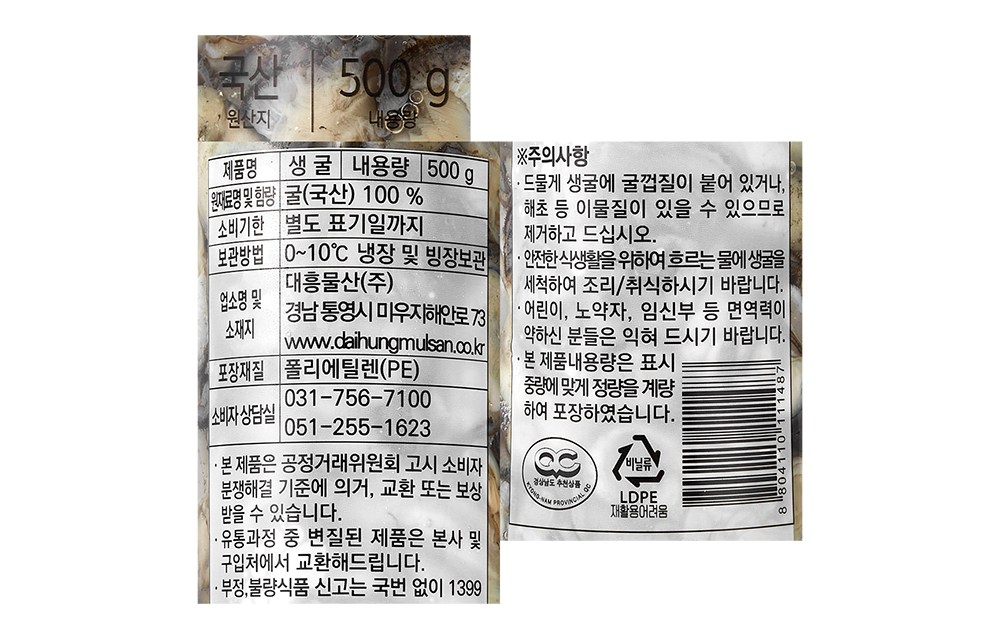 국산
원산지
500 g
내용량
제품명 생 굴 내용량 500 g
원재료명 및 함량 굴(국산) 100 %
소비기한 별도 표기일까지
보관방법 0~10℃ 냉장 및 빙장보관
업소명 및 소재지 대흥물산(주)
경남 통영시 미우지해안로 73
www.daihungmulsan.co.kr
포장재질 폴리에틸렌(PE)
소비자 상담실 031-756-7100
051-255-1623
· 본 제품은 공정거래위원회 고시 소비자
분쟁해결 기준에 의거, 교환 또는 보상
받을 수 있습니다.
· 유통과정 중 변질된 제품은 본사 및
구입처에서 교환해드립니다.
· 부정,불량식품 신고는 국번 없이 1399
※주의사항
· 드물게 생굴에 굴껍질이 붙어 있거나,
해초 등 이물질이 있을 수 있으므로
제거하고 드십시오.
· 안전한 식생활을 위하여 흐르는 물에 생굴을
세척하여 조리/취식하시기 바랍니다.
· 어린이, 노약자, 임신부 등 면역력이
약하신 분들은 익혀 드시기 바랍니다.
· 본 제품내용량은 표시
중량에 맞게 정량을 계량
하여 포장하였습니다.
QC
경상남도 추천상품
KYONG-NAM PROVINCIAL QC
비닐류
LDPE
재활용어려움
8 804110 111487